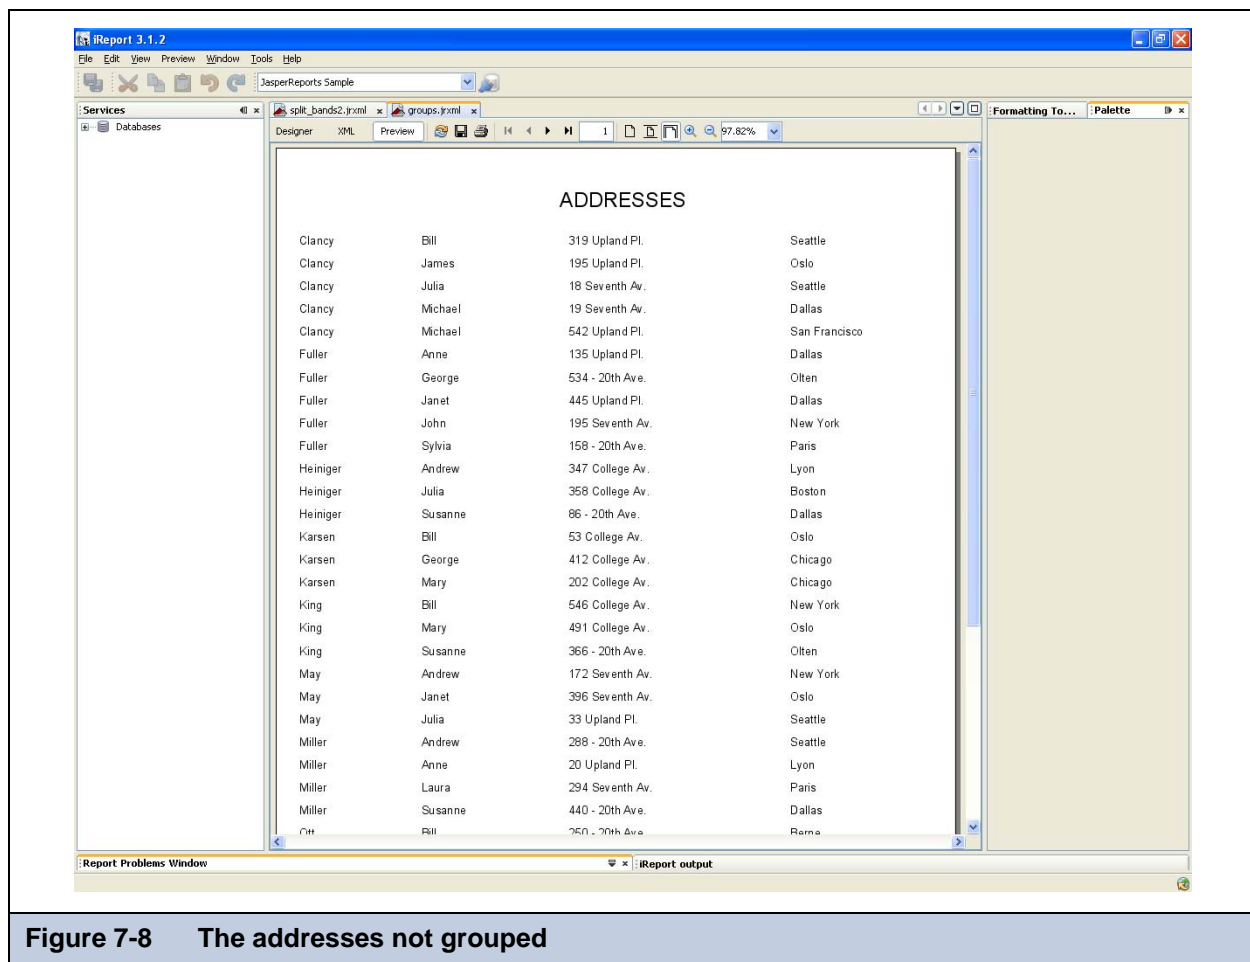 iReport 3.1.2
File Edit View Preview Window Tools Help
JasperReports Sample
Services
split_bands2.jrxml x groups.jrxml x
Formatting To... Palette
Databases
Designer XML Preview 1 97.82%
ADDRESSES
Clancy Bill 319 Upland Pl. Seattle
Clancy James 195 Upland Pl. Oslo
Clancy Julia 18 Seventh Av. Seattle
Clancy Michael 19 Seventh Av. Dallas
Clancy Michael 542 Upland Pl. San Francisco
Fuller Anne 135 Upland Pl. Dallas
Fuller George 534 - 20th Ave. Olten
Fuller Janet 445 Upland Pl. Dallas
Fuller John 195 Seventh Av. New York
Fuller Sylvia 158 - 20th Ave. Paris
Heiniger Andrew 347 College Av. Lyon
Heiniger Julia 358 College Av. Boston
Heiniger Susanne 86 - 20th Ave. Dallas
Karsen Bill 53 College Av. Oslo
Karsen George 412 College Av. Chicago
Karsen Mary 202 College Av. Chicago
King Bill 546 College Av. New York
King Mary 491 College Av. Oslo
King Susanne 366 - 20th Ave. Olten
May Andrew 172 Seventh Av. New York
May Janet 396 Seventh Av. Oslo
May Julia 33 Upland Pl. Seattle
Miller Andrew 288 - 20th Ave. Seattle
Miller Anne 20 Upland Pl. Lyon
Miller Laura 294 Seventh Av. Paris
Miller Susanne 440 - 20th Ave. Dallas
Ott Bill 250 - 20th Ave. Berne
Report Problems Window iReport output
Figure 7-8 The addresses not grouped